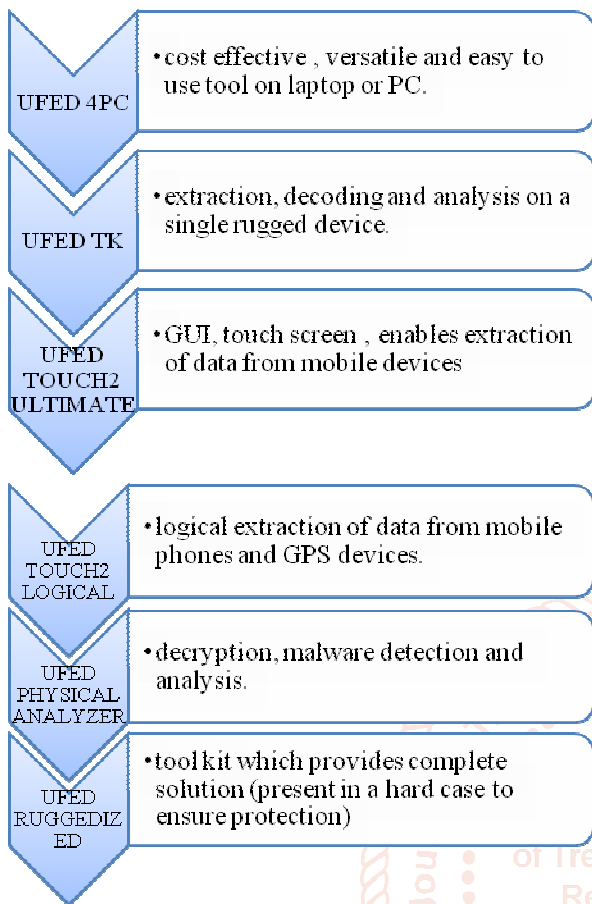 UFED 4PC
•cost effective , versatile and easy to
use tool on laptop or PC.
UFED TK
•extraction, decoding and analysis on a
single rugged device.
UFED
TOUCH2
ULTIMATE
•GUI, touch screen , enables extraction
of data from mobile devices
UFED
TOUCH2
LOGICAL
•logical extraction of data from mobile
phones and GPS devices.
UFED
PHYSICAL
ANALYZER
•decryption, malware detection and
analysis.
UFED
RUGGEDIZ
ED
•tool kit which provides complete
solution (present in a hard case to
ensure protection)
of Tre
Re